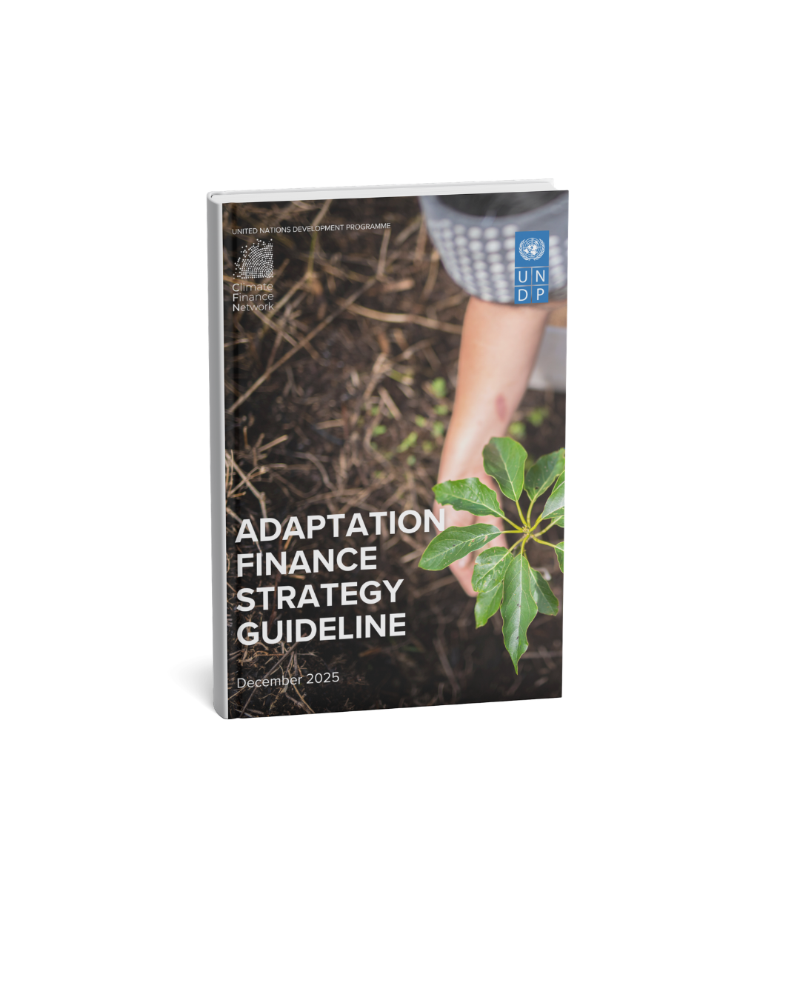 UNITED NATIONS DEVELOPMENT PROGRAMME
Climate
Finance
Network
U N
D P
ADAPTATION
FINANCE
STRATEGY
GUIDELINE
December 2025